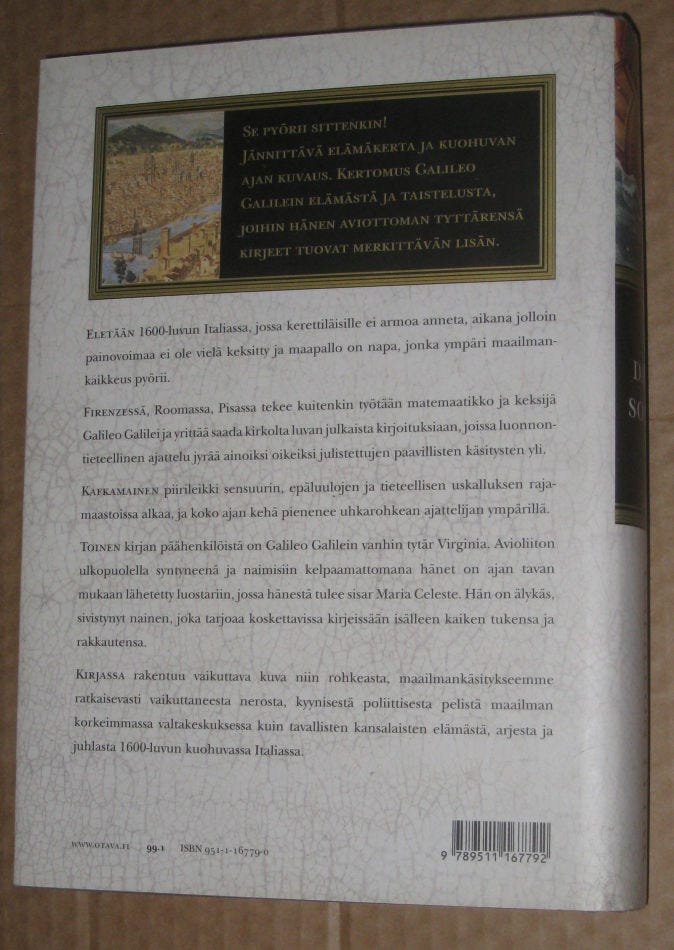 SE PYÖRII SITTENKIN!
JÄNNITTÄVÄ ELÄMÄKERTA JA KUOHUVAN
AJAN KUVAUS. KERTOMUS GALILEO
GALILEIN ELÄMÄSTÄ JA TAISTELUSTA,
JOIHIN HÄNEN AVIOTTOMAN TYTTÄRENSÄ
KIRJEET TUOVAT MERKITTÄVÄN LISÄN.
ELETÄÄN 1600-luvun Italiassa, jossa kerettiläisille ei armoa anneta, aikana jolloin
painovoimaa ei ole vielä keksitty ja maapallo on napa, jonka ympäri maailman-
kaikkeus pyörii.
FIRENZESSÄ, Roomassa, Pisassa tekee kuitenkin työtään matemaatikko ja keksijä
Galileo Galilei ja yrittää saada kirkolta luvan julkaista kirjoituksiaan, joissa luonnon-
tieteellinen ajattelu jyrää ainoiksi oikeiksi julistettujen paavillisten käsitysten yli.
KAFKAMAINEN piirileikki sensuurin, epäluulojen ja tieteellisen uskalluksen raja-
maastoissa alkaa, ja koko ajan kehä pienenee uhkarohkean ajattelijan ympärillä.
TOINEN kirjan päähenkilöistä on Galileo Galilein vanhin tytär Virginia. Avioliiton
ulkopuolella syntyneenä ja naimisiin kelpaamattomana hänet on ajan tavan
mukaan lähetetty luostariin, jossa hänestä tulee sisar Maria Celeste. Hän on älykäs,
sivistynyt nainen, joka tarjoaa koskettavissa kirjeissään isälleen kaiken tukensa ja
rakkautensa.
KIRJASSA rakentuu vaikuttava kuva niin rohkeasta, maailmankäsitykseemme
ratkaisevasti vaikuttaneesta nerosta, kyynisestä poliittisesta pelistä maailman
korkeimmassa valtakeskuksessa kuin tavallisten kansalaisten elämästä, arjesta ja
juhlasta 1600-luvun kuohuvassa Italiassa.
WWW.OTAVA.FI 99.1 ISBN 951-1-16779-0
9 789511 167792
D
SO